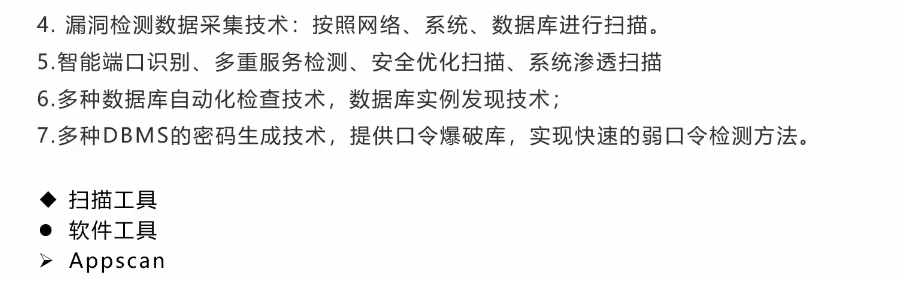 4. 漏洞检测数据采集技术：按照网络、系统、数据库进行扫描。
5.智能端口识别、多重服务检测、安全优化扫描、系统渗透扫描
6.多种数据库自动化检查技术，数据库实例发现技术；
7.多种DBMS的密码生成技术，提供口令爆破库，实现快速的弱口令检测方法。
◆ 扫描工具
● 软件工具
➢ Appscan